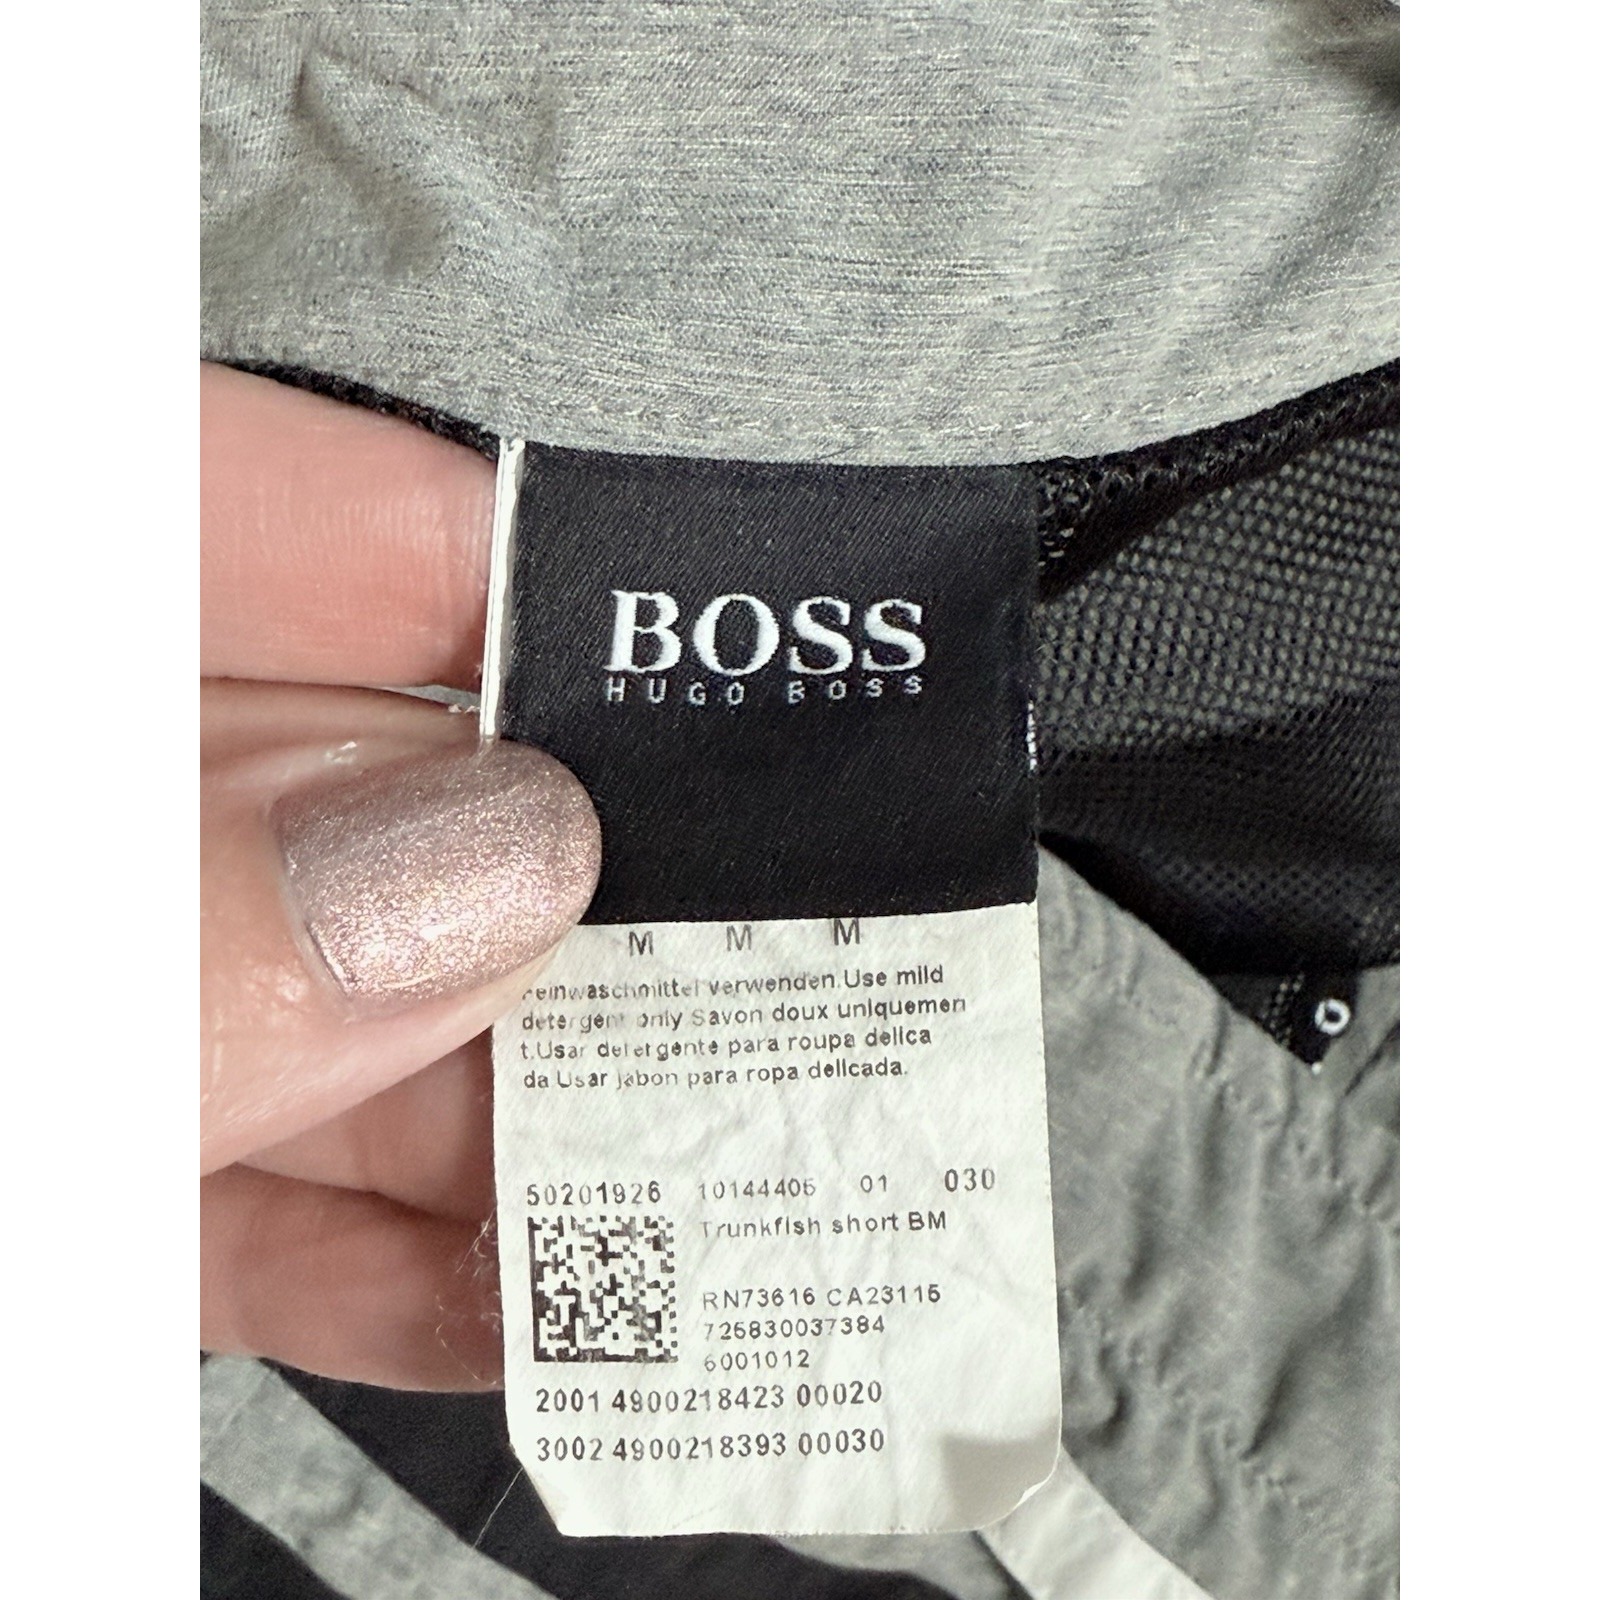 BOSS
HUGO BOSS
M M M
Feinwaschmittel verwenden.Use mild
detergent only Savon doux uniquemen
t.Usar detergente para roupa delica
da Usar jabon para ropa delicada.
50201926 10144405 01 030
Trunkfish short BM
RN73616 CA23115
725830037384
6001012
2001 4900218423 00020
3002 4900218393 00030